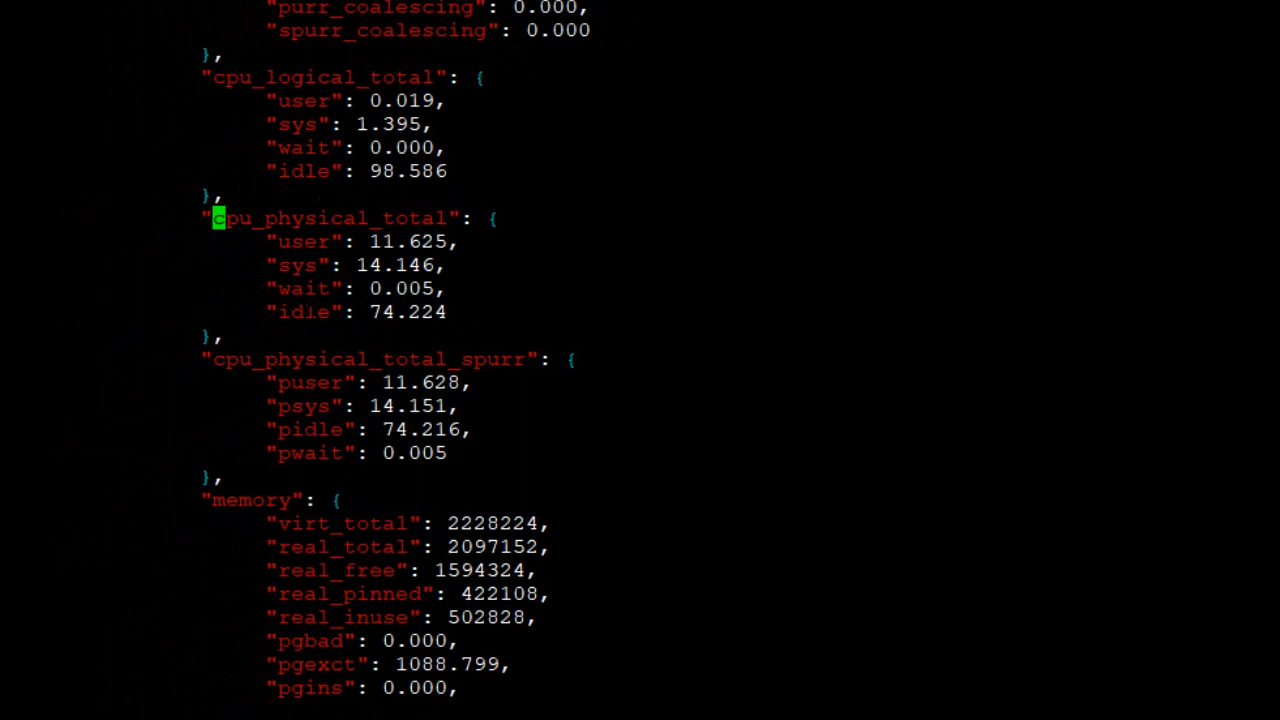 "purr_coalescing": 0.000,
"spurr_coalescing": 0.000
},
"cpu_logical_total": {
"user": 0.019,
"sys": 1.395,
"wait": 0.000,
"idle": 98.586
},
"cpu_physical_total": {
"user": 11.625,
"sys": 14.146,
"wait": 0.005,
"idle": 74.224
},
"cpu_physical_total_spurr": {
"puser": 11.628,
"psys": 14.151,
"pidle": 74.216,
"pwait": 0.005
},
"memory": {
"virt_total": 2228224,
"real_total": 2097152,
"real_free": 1594324,
"real_pinned": 422108,
"real_inuse": 502828,
"pgbad": 0.000,
"pgexct": 1088.799,
"pgins": 0.000,